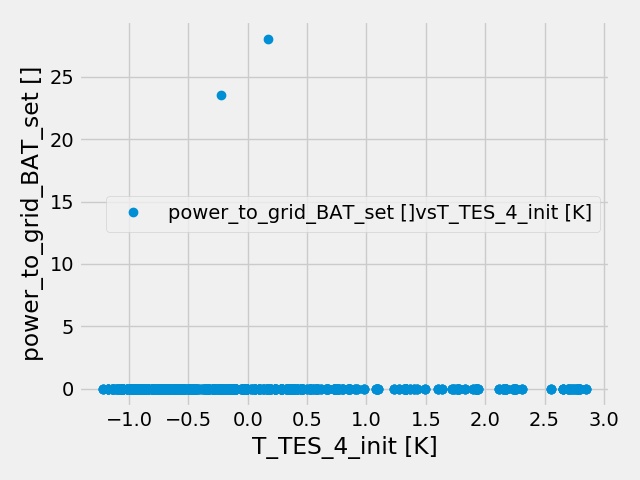 power_to_grid_BAT_set []
25
20
15
10
5
0
power_to_grid_BAT_set []vsT_TES_4_init [K]
−1.0 −0.5 0.0 0.5 1.0 1.5 2.0 2.5 3.0
T_TES_4_init [K]